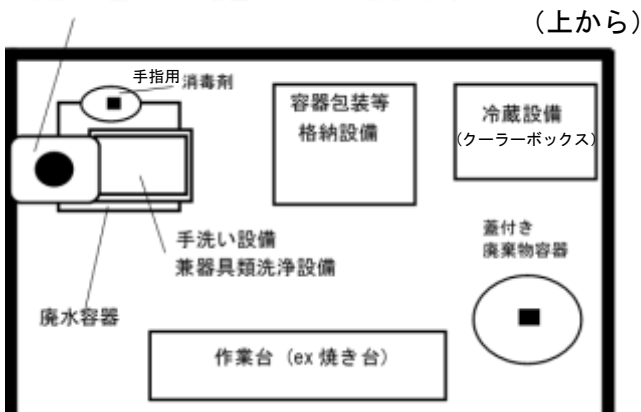 （上から）
手指用消毒剤
容器包装等
格納設備
冷蔵設備
（クーラーボックス）
手洗い設備
兼器具類洗浄設備
蓋付き
廃棄物容器
廃水容器
作業台（ex 焼き台）